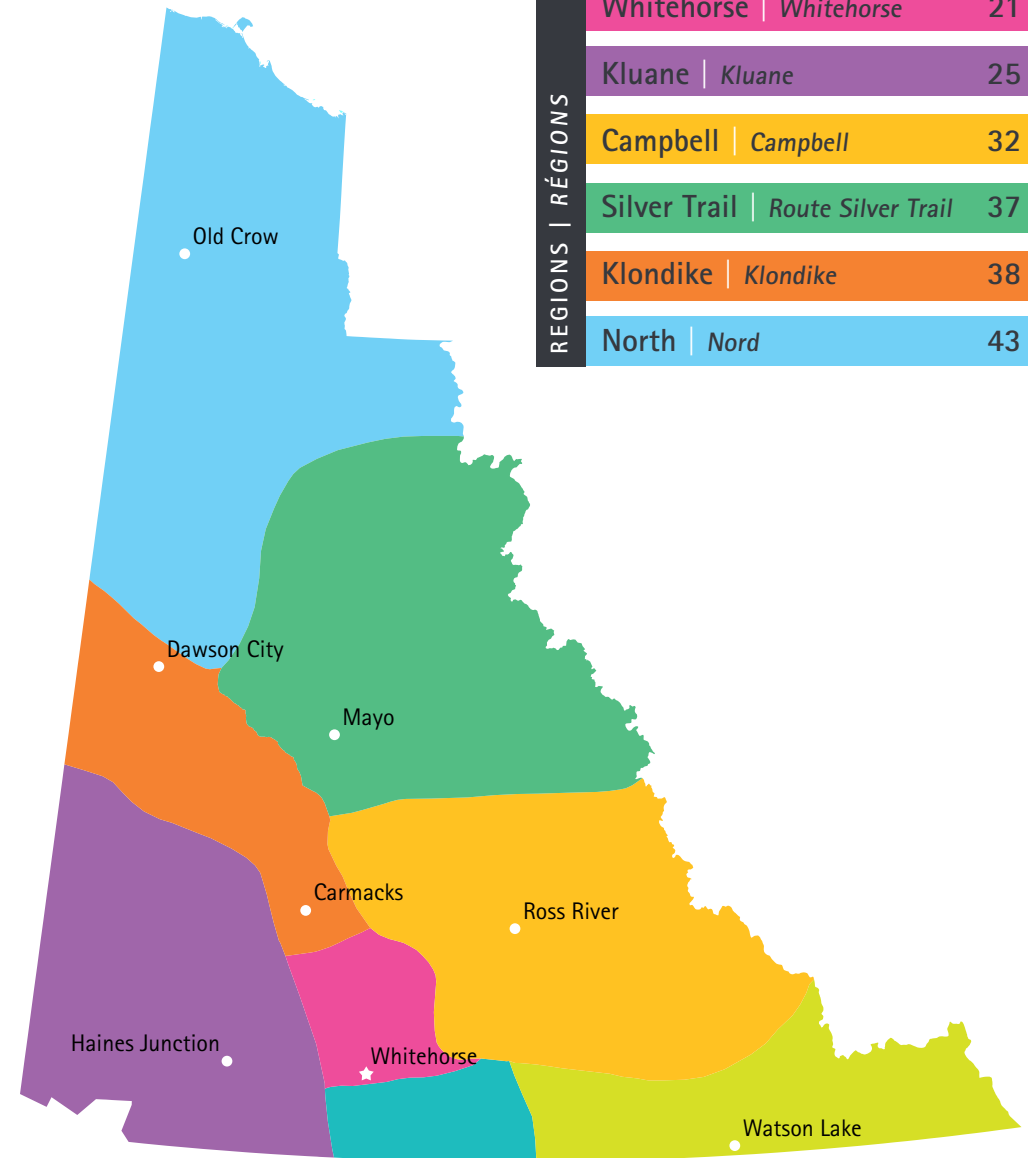 Whitehorse | Whitehorse 21
REGIONS | RÉGIONS
Kluane | Kluane 25
Campbell | Campbell 32
Silver Trail | Route Silver Trail 37
Klondike | Klondike 38
North | Nord 43
Old Crow
Dawson City
Mayo
Carmacks
Ross River
Haines Junction
Whitehorse
Watson Lake